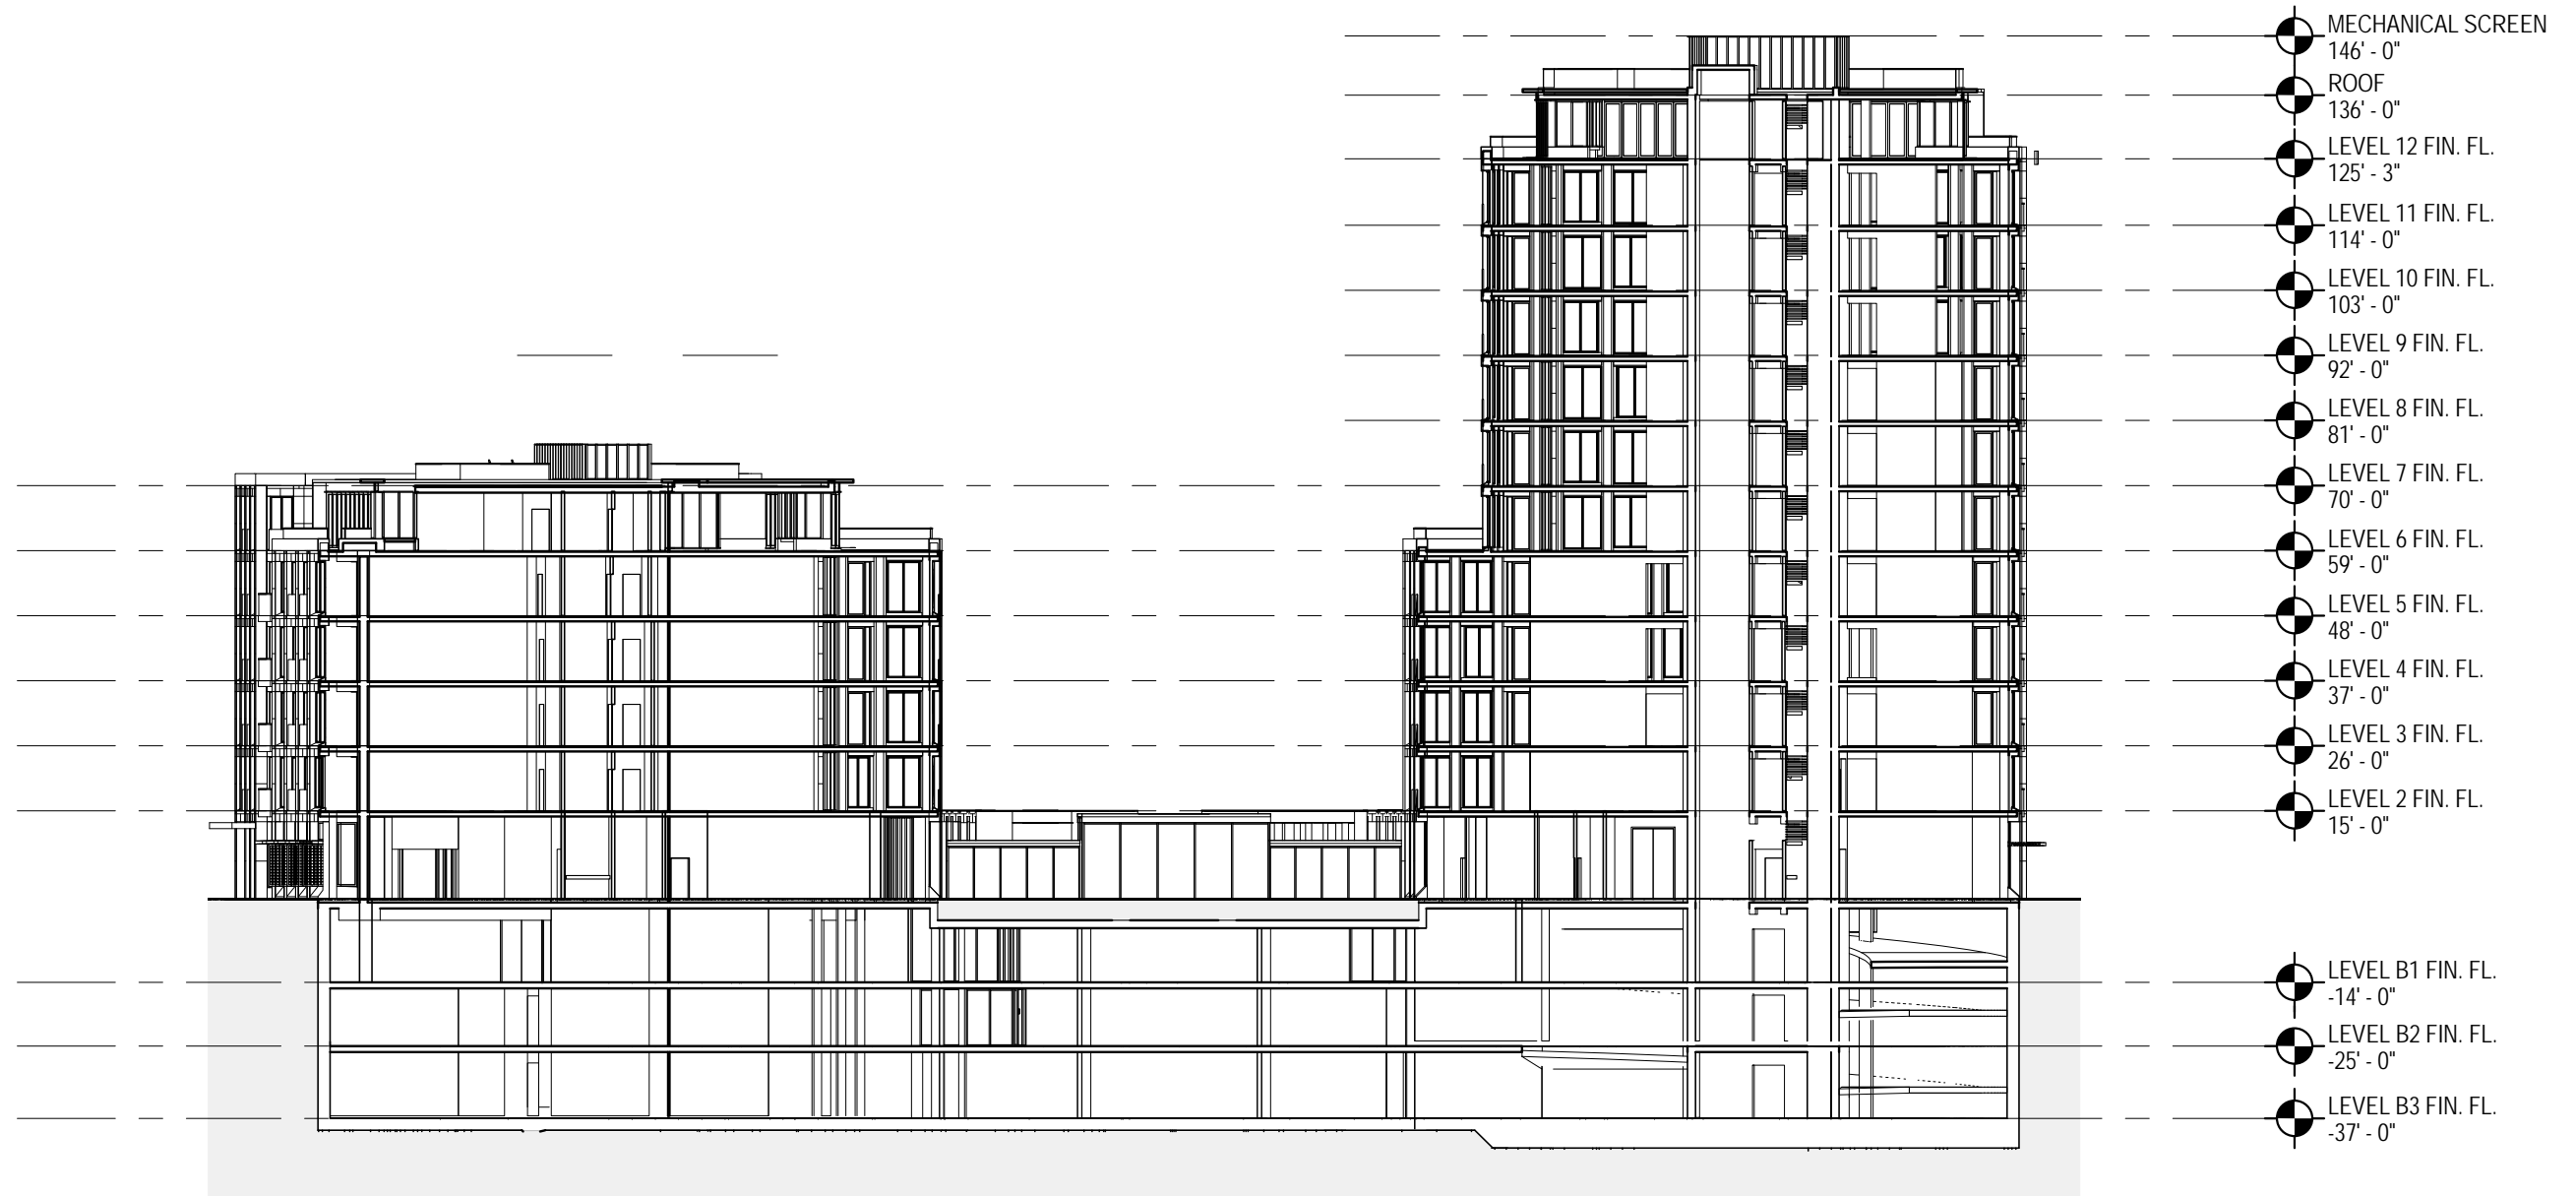 MECHANICAL SCREEN
146' - 0"
ROOF
136' - 0"
LEVEL 12 FIN. FL.
125' - 3"
LEVEL 11 FIN. FL.
114' - 0"
LEVEL 10 FIN. FL.
103' - 0"
LEVEL 9 FIN. FL.
92' - 0"
LEVEL 8 FIN. FL.
81' - 0"
LEVEL 7 FIN. FL.
70' - 0"
LEVEL 6 FIN. FL.
59' - 0"
LEVEL 5 FIN. FL.
48' - 0"
LEVEL 4 FIN. FL.
37' - 0"
LEVEL 3 FIN. FL.
26' - 0"
LEVEL 2 FIN. FL.
15' - 0"
LEVEL B1 FIN. FL.
-14' - 0"
LEVEL B2 FIN. FL.
-25' - 0"
LEVEL B3 FIN. FL.
-37' - 0"